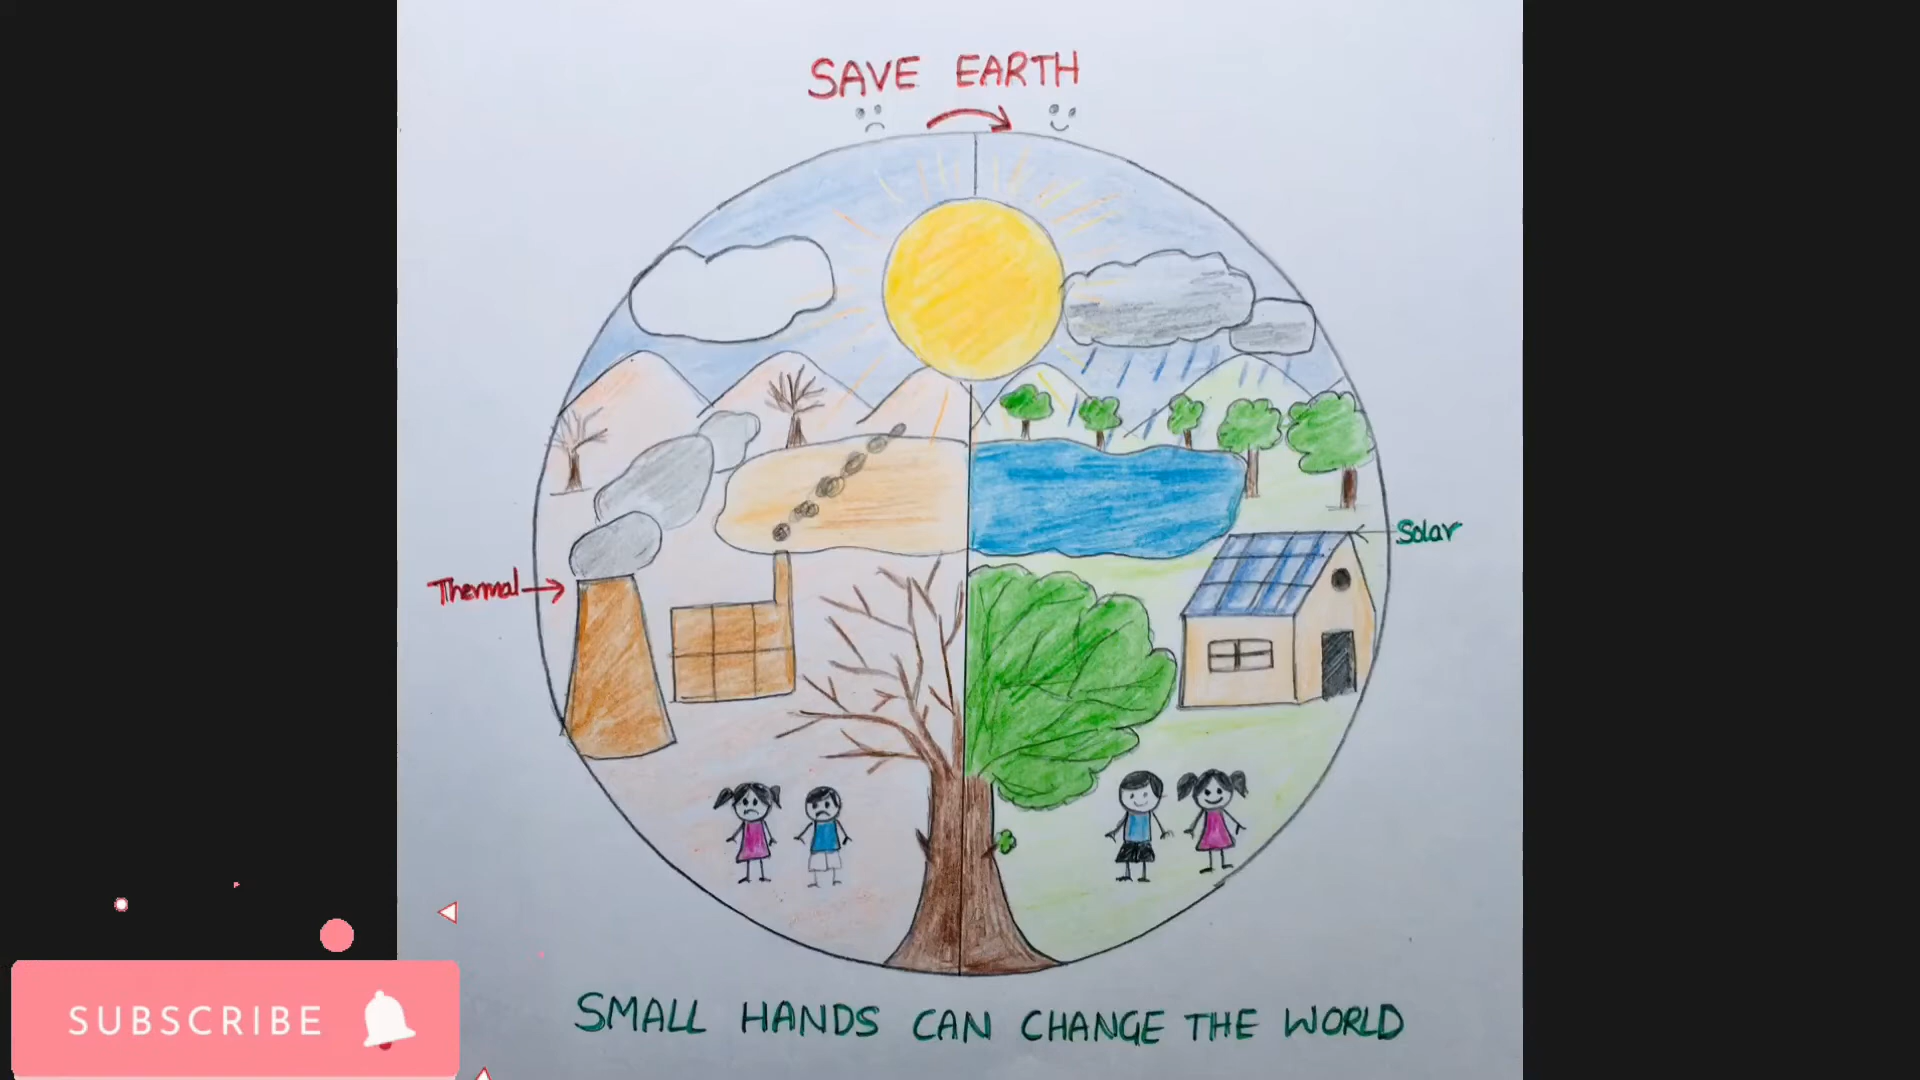 SAVE EARTH
Thermal
Solar
SMALL HANDS CAN CHANGE THE WORLD
SUBSCRIBE